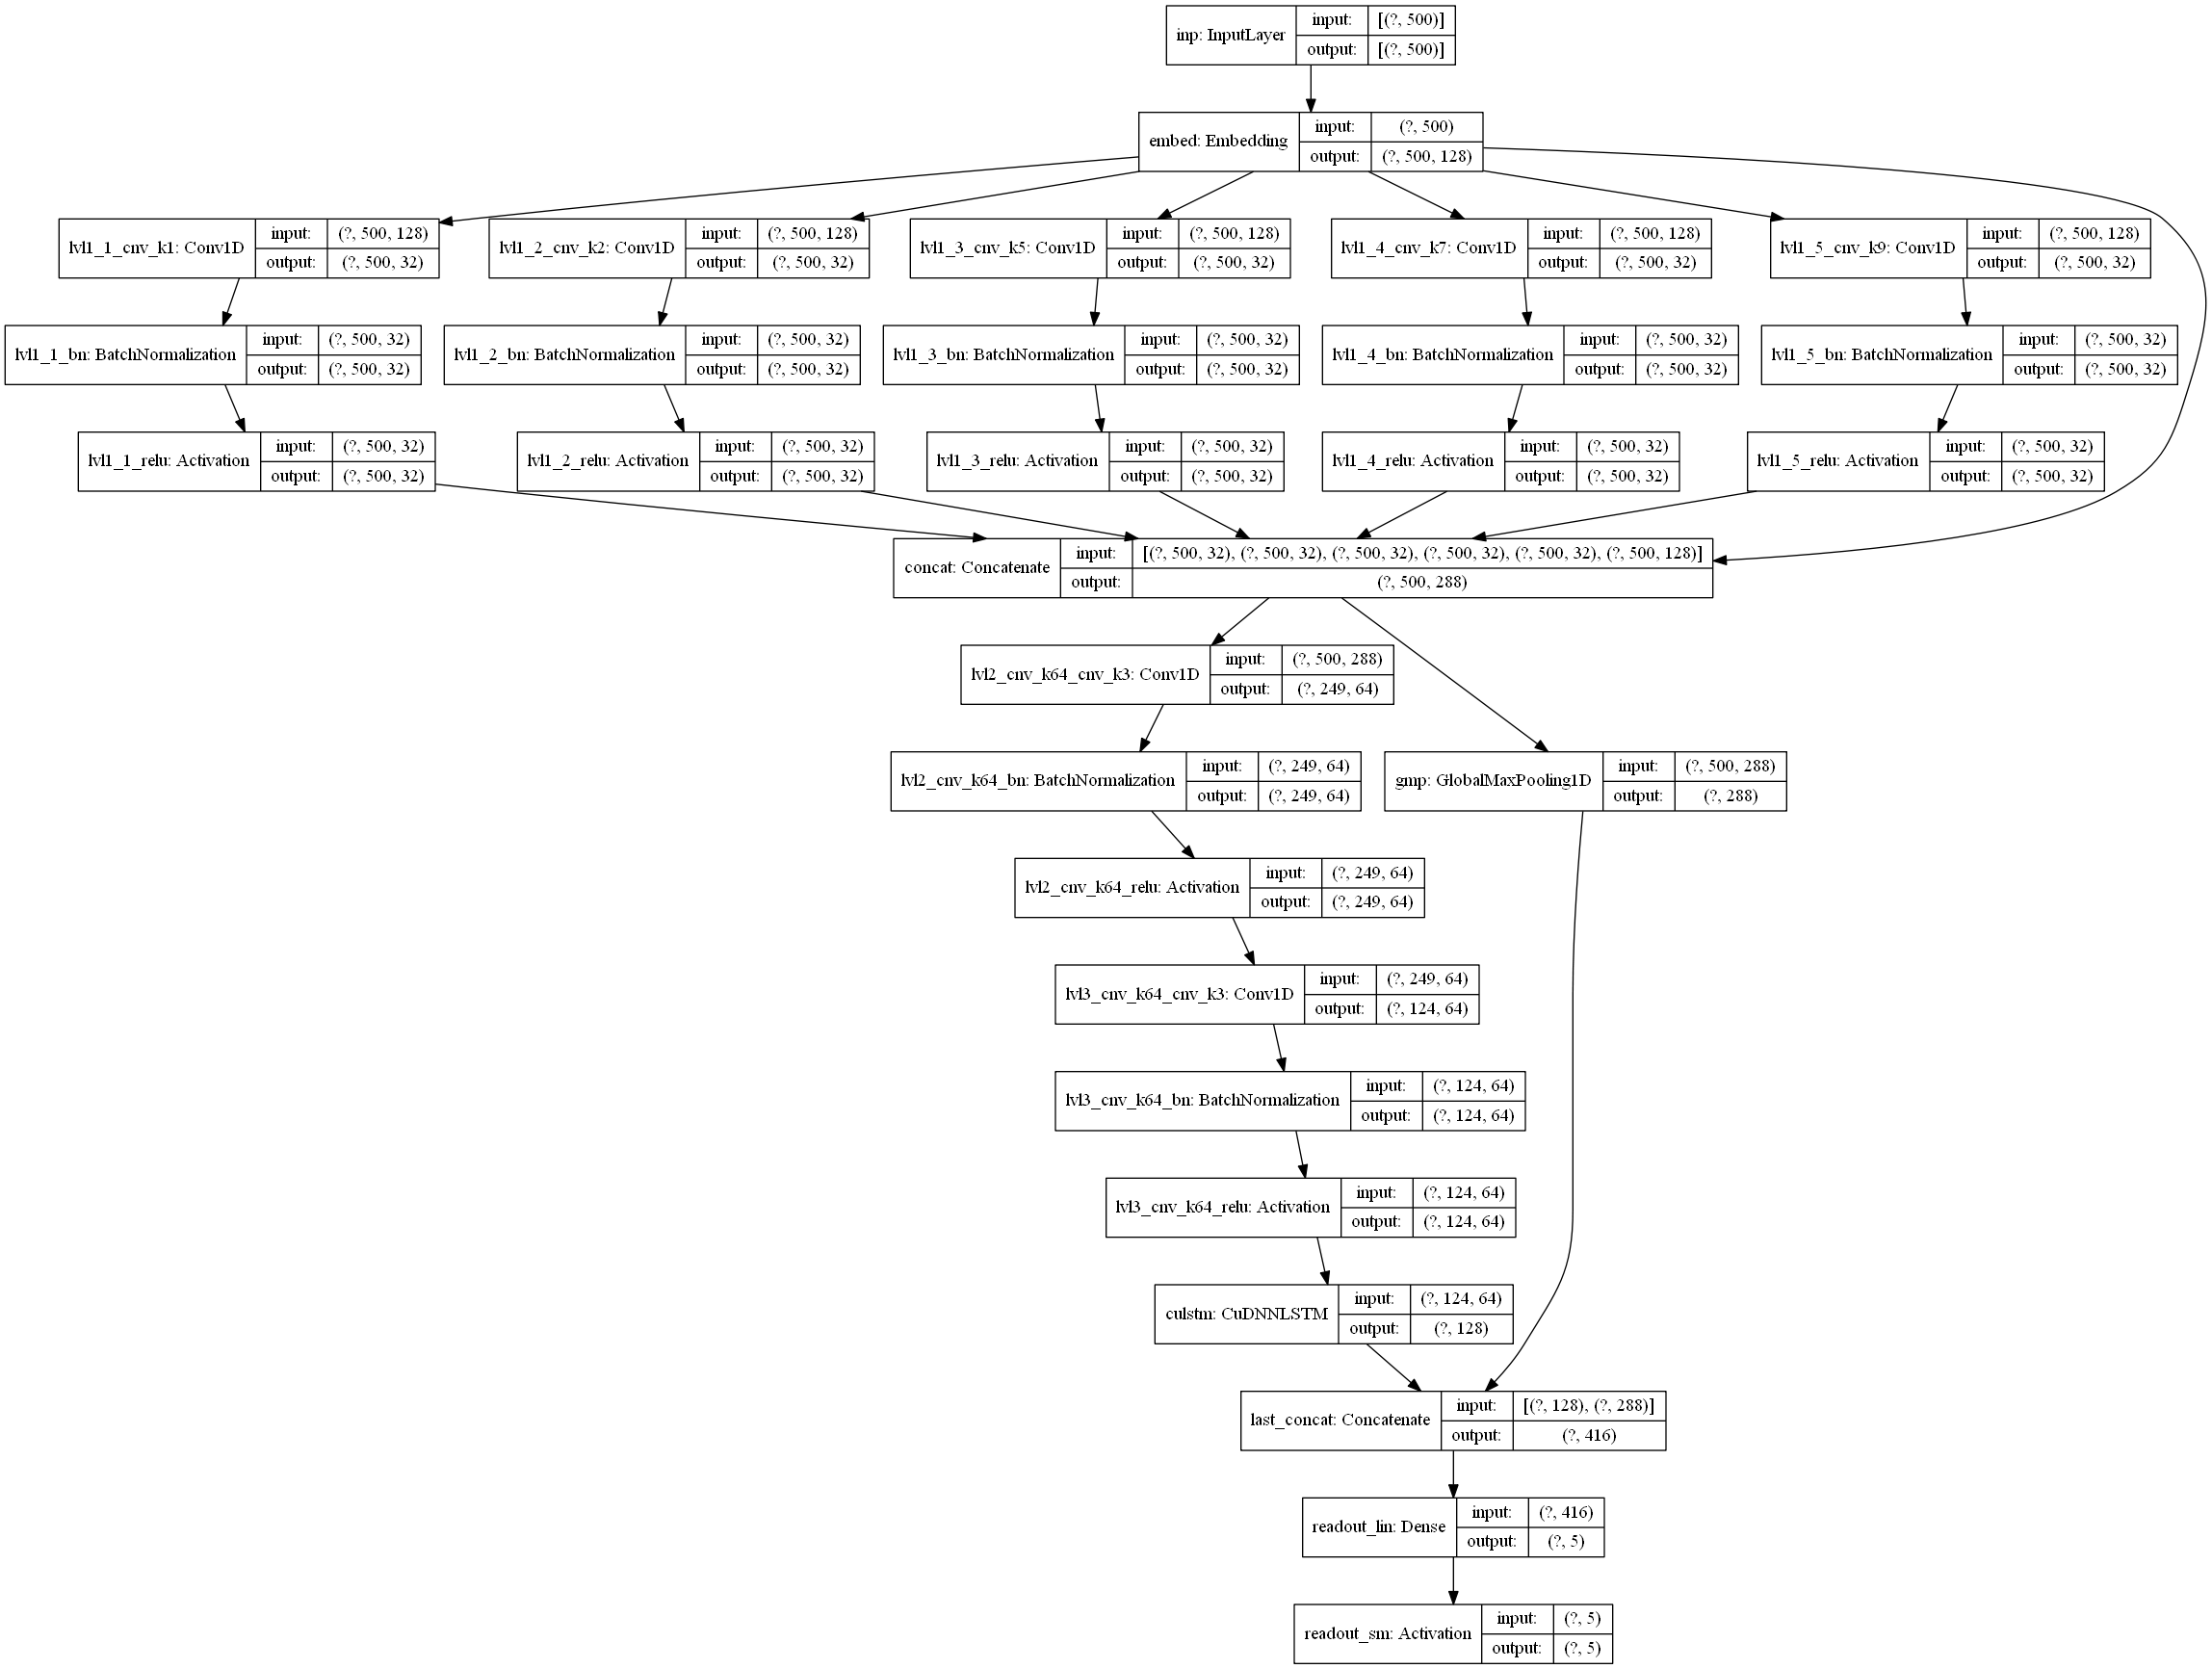 inp: InputLayer
input: [(?, 500)]
output: [(?, 500)]
embed: Embedding
input: (?, 500)
output: (?, 500, 128)
lvl1_1_cnv_k1: Conv1D
input: (?, 500, 128)
output: (?, 500, 32)
lvl1_2_cnv_k2: Conv1D
input: (?, 500, 128)
output: (?, 500, 32)
lvl1_3_cnv_k5: Conv1D
input: (?, 500, 128)
output: (?, 500, 32)
lvl1_4_cnv_k7: Conv1D
input: (?, 500, 128)
output: (?, 500, 32)
lvl1_5_cnv_k9: Conv1D
input: (?, 500, 128)
output: (?, 500, 32)
lvl1_1_bn: BatchNormalization
input: (?, 500, 32)
output: (?, 500, 32)
lvl1_2_bn: BatchNormalization
input: (?, 500, 32)
output: (?, 500, 32)
lvl1_3_bn: BatchNormalization
input: (?, 500, 32)
output: (?, 500, 32)
lvl1_4_bn: BatchNormalization
input: (?, 500, 32)
output: (?, 500, 32)
lvl1_5_bn: BatchNormalization
input: (?, 500, 32)
output: (?, 500, 32)
lvl1_1_relu: Activation
input: (?, 500, 32)
output: (?, 500, 32)
lvl1_2_relu: Activation
input: (?, 500, 32)
output: (?, 500, 32)
lvl1_3_relu: Activation
input: (?, 500, 32)
output: (?, 500, 32)
lvl1_4_relu: Activation
input: (?, 500, 32)
output: (?, 500, 32)
lvl1_5_relu: Activation
input: (?, 500, 32)
output: (?, 500, 32)
concat: Concatenate
input: [(?, 500, 32), (?, 500, 32), (?, 500, 32), (?, 500, 32), (?, 500, 32), (?, 500, 128)]
output: (?, 500, 288)
lvl2_cnv_k64_cnv_k3: Conv1D
input: (?, 500, 288)
output: (?, 249, 64)
lvl2_cnv_k64_bn: BatchNormalization
input: (?, 249, 64)
output: (?, 249, 64)
gmp: GlobalMaxPooling1D
input: (?, 500, 288)
output: (?, 288)
lvl2_cnv_k64_relu: Activation
input: (?, 249, 64)
output: (?, 249, 64)
lvl3_cnv_k64_cnv_k3: Conv1D
input: (?, 249, 64)
output: (?, 124, 64)
lvl3_cnv_k64_bn: BatchNormalization
input: (?, 124, 64)
output: (?, 124, 64)
lvl3_cnv_k64_relu: Activation
input: (?, 124, 64)
output: (?, 124, 64)
culstm: CuDNNLSTM
input: (?, 124, 64)
output: (?, 128)
last_concat: Concatenate
input: [(?, 128), (?, 288)]
output: (?, 416)
readout_lin: Dense
input: (?, 416)
output: (?, 5)
readout_sm: Activation
input: (?, 5)
output: (?, 5)